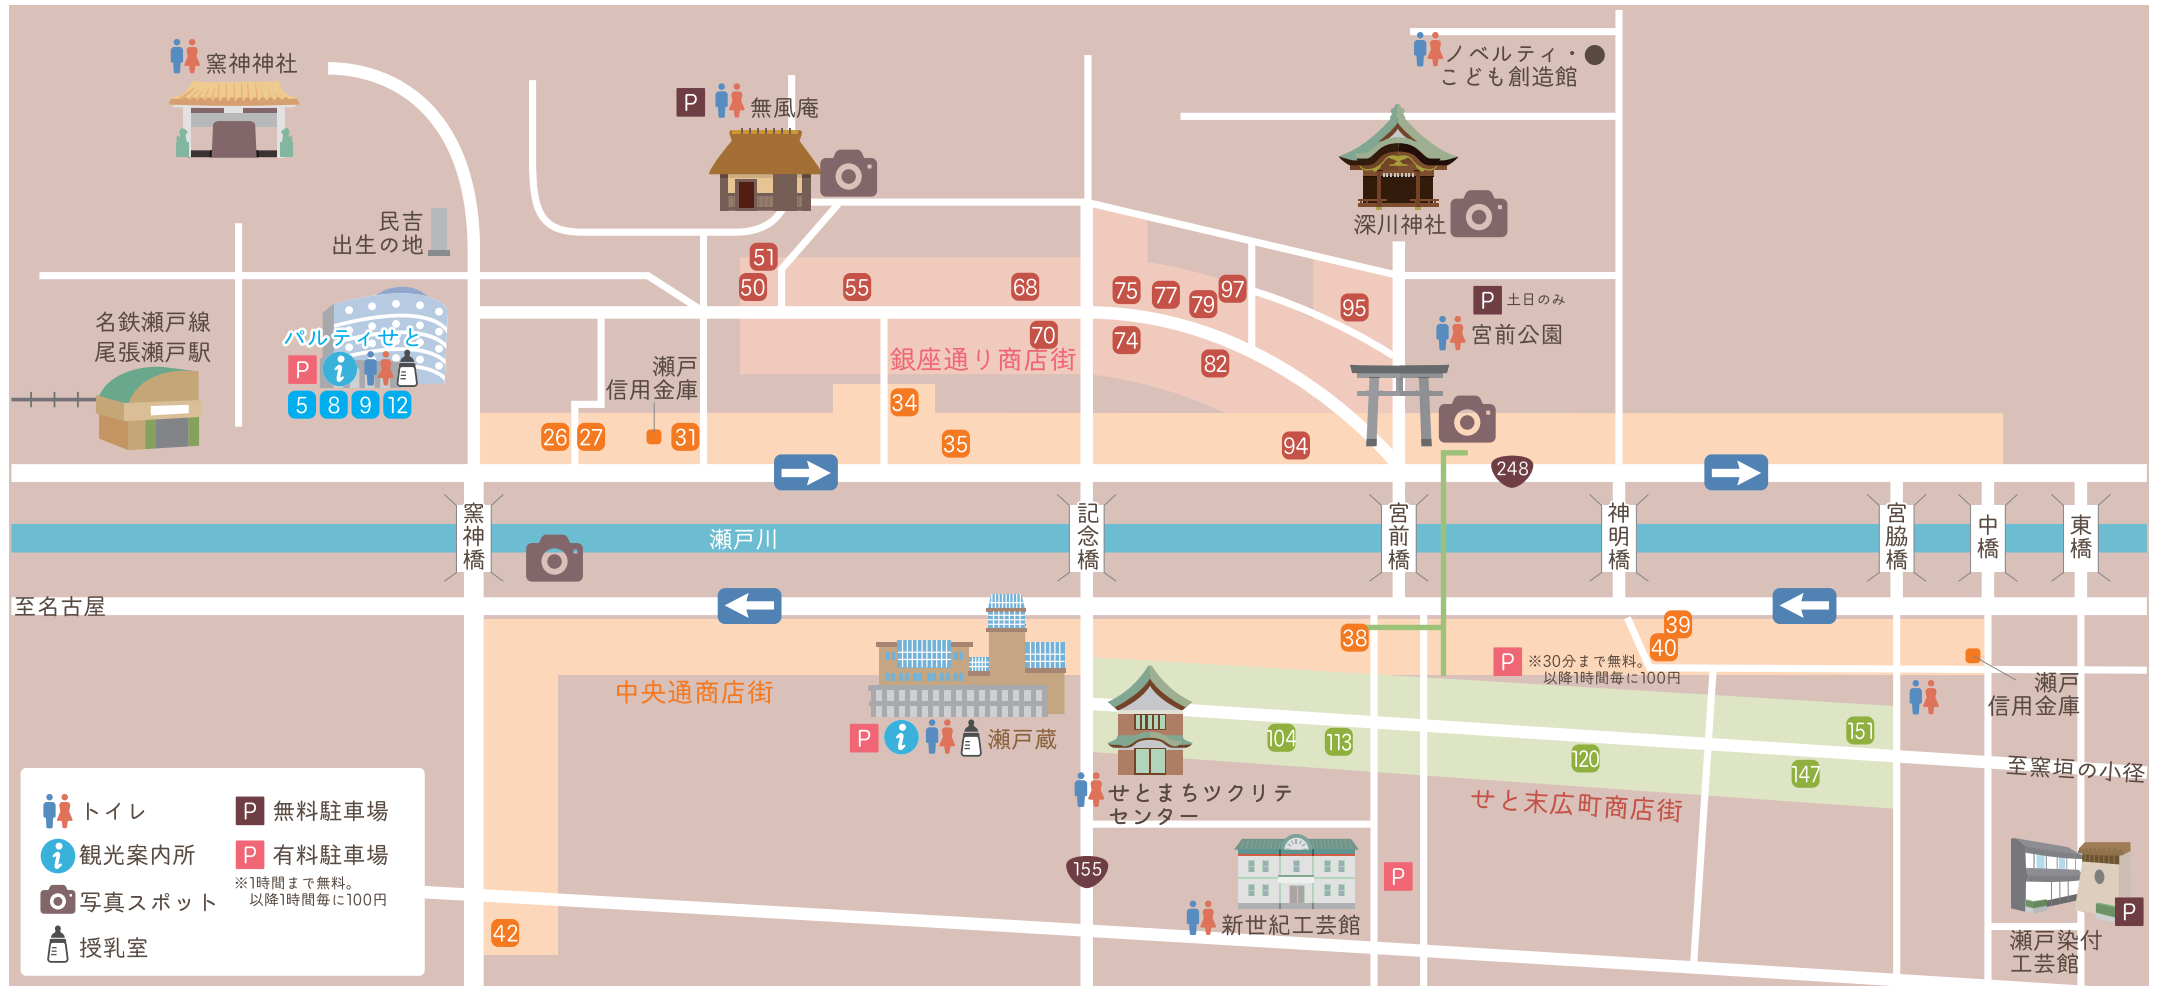 窯神神社
P
無風庵
ノベルティ・
こども創造館
深川神社
民吉
出生の地
名鉄瀬戸線
尾張瀬戸駅
パルティせと
P
5
8
9
12
瀬戸
信用金庫
26
27
31
51
50
55
68
70
銀座通り商店街
34
35
75
77
79
97
74
82
95
94
P
土日のみ
宮前公園
248
窯神橋
瀬戸川
記念橋
宮前橋
神明橋
宮脇橋
中橋
東橋
至名古屋
中央通商店街
P
瀬戸蔵
38
39
40
P
※30分まで無料。
以降1時間毎に100円
瀬戸
信用金庫
104
113
120
147
151
至窯垣の小径
せと末広町商店街
せとまちツクリテ
センター
155
P
新世紀工芸館
P
瀬戸染付
工芸館
42
トイレ
観光案内所
写真スポット
授乳室
P
無料駐車場
P
有料駐車場
※1時間まで無料。
以降1時間毎に100円